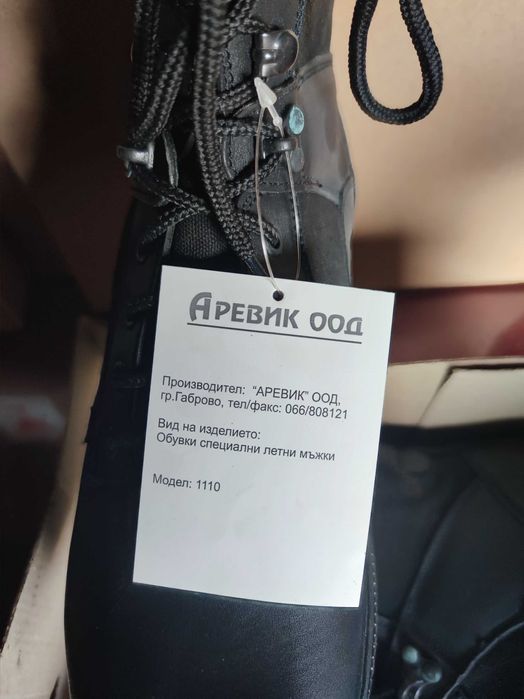 АРЕВИК ООД
Производител: "АРЕВИК" ООД,
гр.Габрово, тел/факс: 066/808121
Вид на изделието:
Обувки специални летни мъжки
Модел: 1110